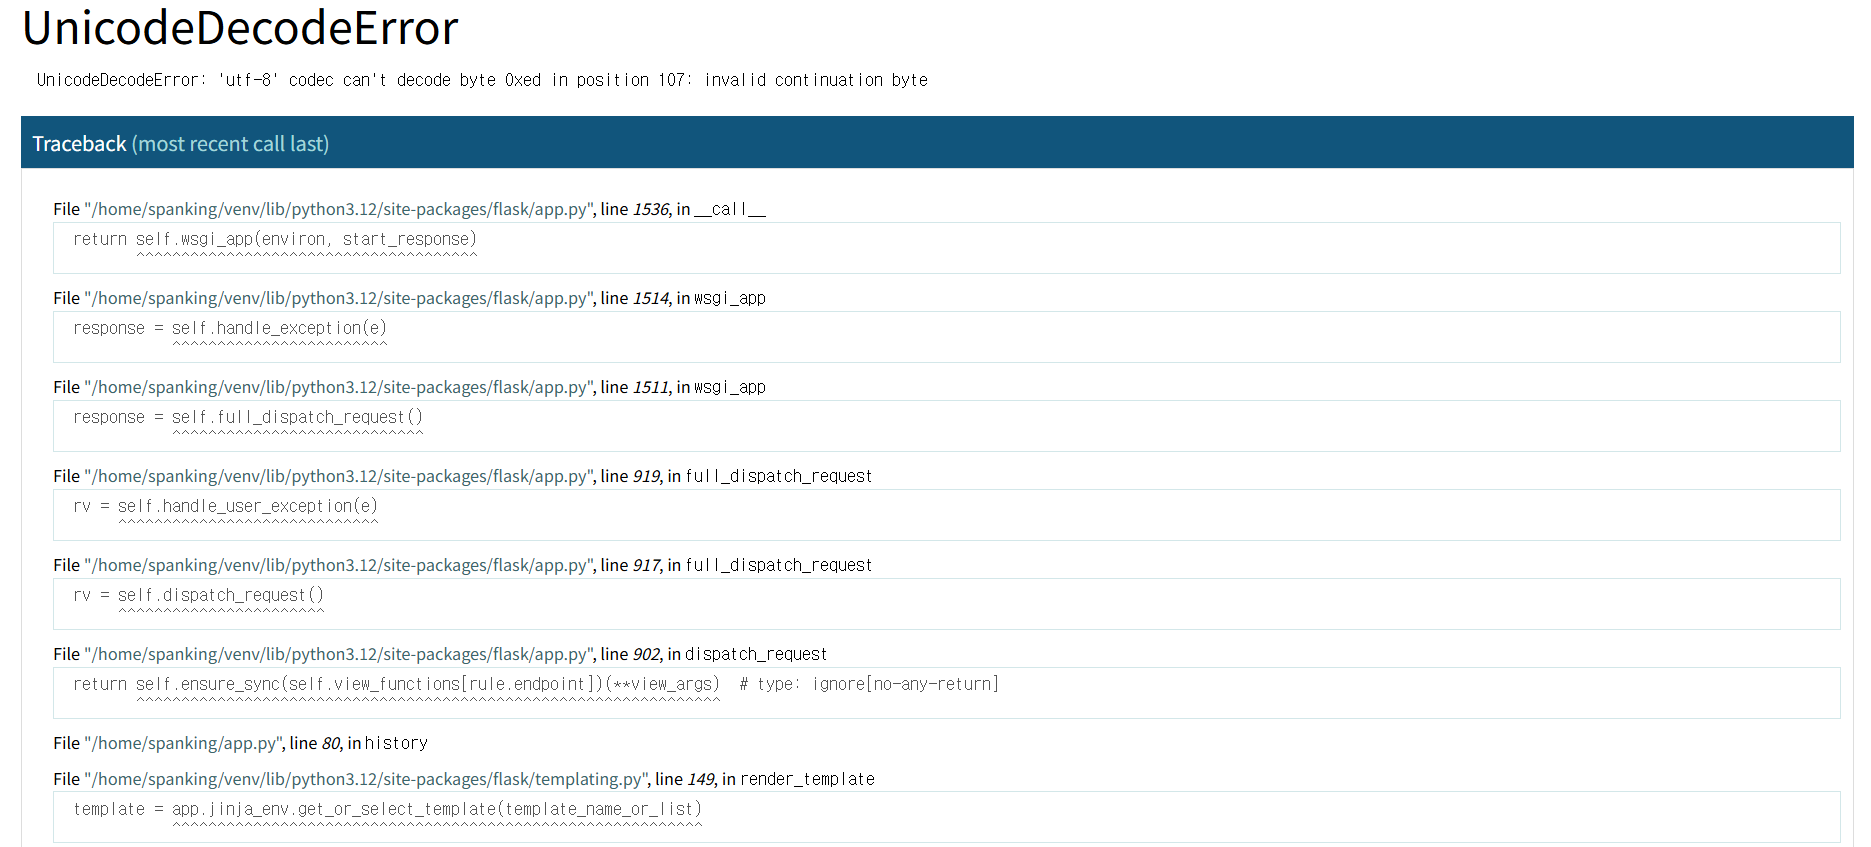 UnicodeDecodeError
UnicodeDecodeError: 'utf-8' codec can't decode byte 0xed in position 107: invalid continuation byte
Traceback (most recent call last)
File "/home/spanking/venv/lib/python3.12/site-packages/flask/app.py", line 1536, in __call__
return self.wsgi_app(environ, start_response)
^^^^^^^^^^^^^^^^^^^^^^^^^^^^^^^^^^^^^^
File "/home/spanking/venv/lib/python3.12/site-packages/flask/app.py", line 1514, in wsgi_app
response = self.handle_exception(e)
^^^^^^^^^^^^^^^^^^^^^^^^
File "/home/spanking/venv/lib/python3.12/site-packages/flask/app.py", line 1511, in wsgi_app
response = self.full_dispatch_request()
^^^^^^^^^^^^^^^^^^^^^^^^^^^^
File "/home/spanking/venv/lib/python3.12/site-packages/flask/app.py", line 919, in full_dispatch_request
rv = self.handle_user_exception(e)
^^^^^^^^^^^^^^^^^^^^^^^^^^^^^
File "/home/spanking/venv/lib/python3.12/site-packages/flask/app.py", line 917, in full_dispatch_request
rv = self.dispatch_request()
^^^^^^^^^^^^^^^^^^^^^^^
File "/home/spanking/venv/lib/python3.12/site-packages/flask/app.py", line 902, in dispatch_request
return self.ensure_sync(self.view_functions[rule.endpoint])(**view_args)  # type: ignore[no-any-return]
^^^^^^^^^^^^^^^^^^^^^^^^^^^^^^^^^^^^^^^^^^^^^^^^^^^^^^^^^^^^^^^^^
File "/home/spanking/app.py", line 80, in history
File "/home/spanking/venv/lib/python3.12/site-packages/flask/templating.py", line 149, in render_template
template = app.jinja_env.get_or_select_template(template_name_or_list)
^^^^^^^^^^^^^^^^^^^^^^^^^^^^^^^^^^^^^^^^^^^^^^^^^^^^^^^^^^^